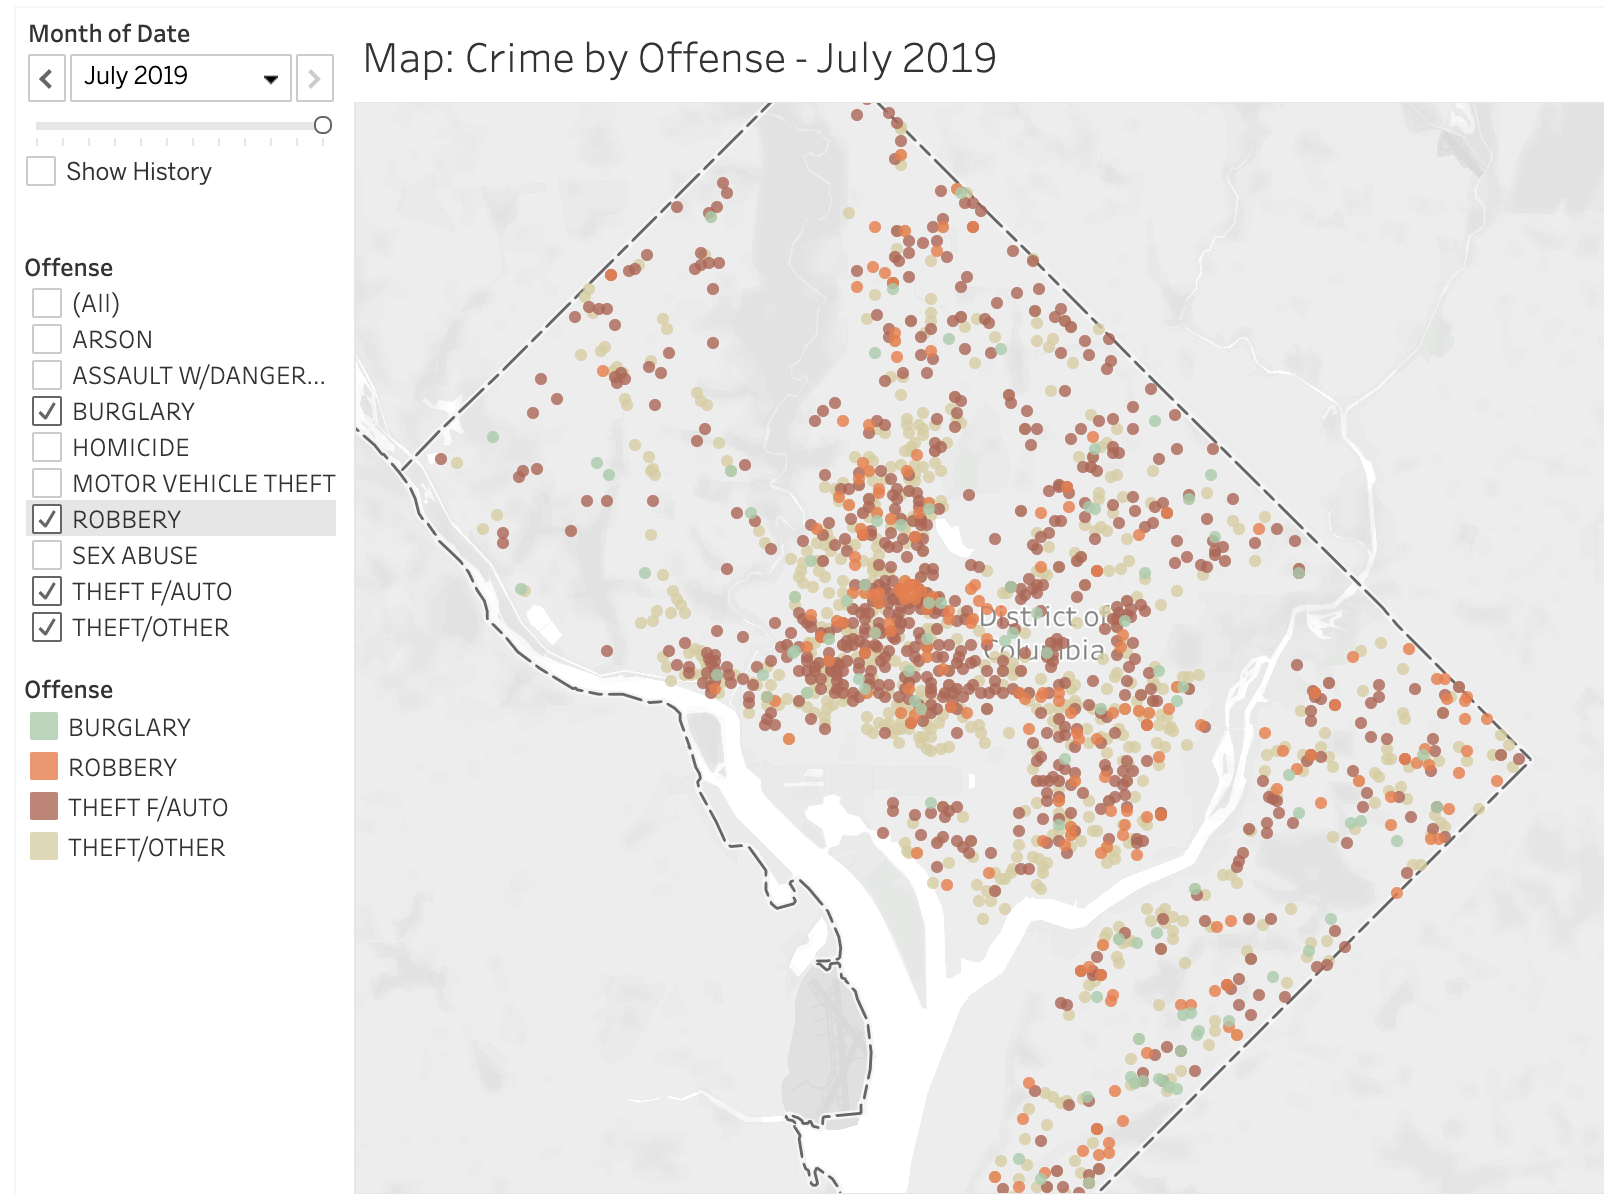 Month of Date
July 2019
Show History
Offense
(All)
ARSON
ASSAULT W/DANGER...
BURGLARY
HOMICIDE
MOTOR VEHICLE THEFT
ROBBERY
SEX ABUSE
THEFT F/AUTO
THEFT/OTHER
Offense
BURGLARY
ROBBERY
THEFT F/AUTO
THEFT/OTHER
Map: Crime by Offense - July 2019
District of
Columbia